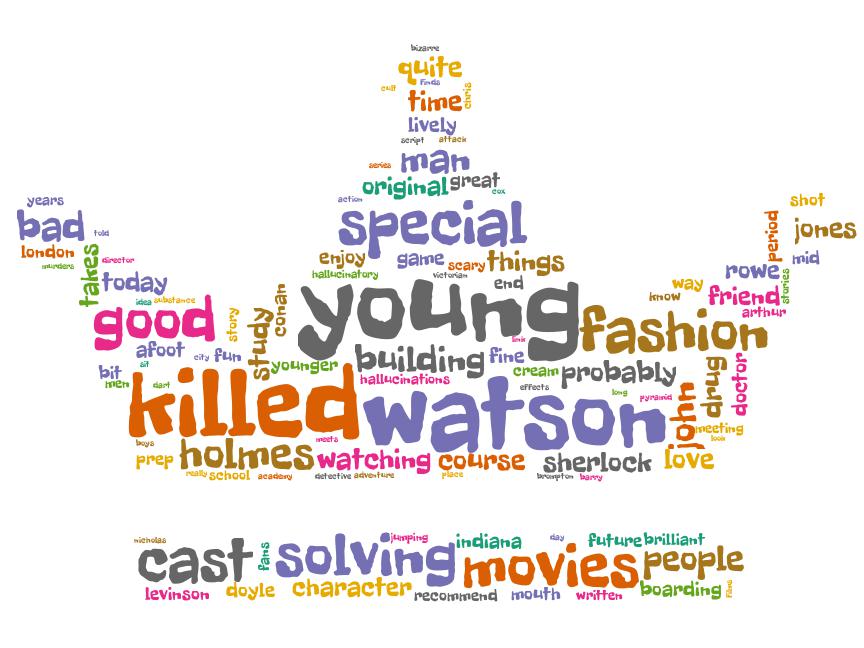 bizarre
quite
finds
cult
time
chris
lively
script attack
series man
original great
cox
action
special
years
bad told
london
murders
takes
director
today
idea substance
good
story
study
conan
afoot city fun
bit sit
men dart
enjoy game scary things
hallucinatory victorian
end
young
link
fashion
younger building fine
cream probably
hallucinations effects
long pyramid
shot
jones
period
mid
rowe
stories
way
know friend
arthur
killed watson
john
drug
doctor
meeting
look
boys meets
prep holmes watching course sherlock love
really school academy detective adventure place brompton barry
nicholas jumping day
cast fans solving indiana future brilliant
movies people
levinson doyle character recommend mouth written boarding films